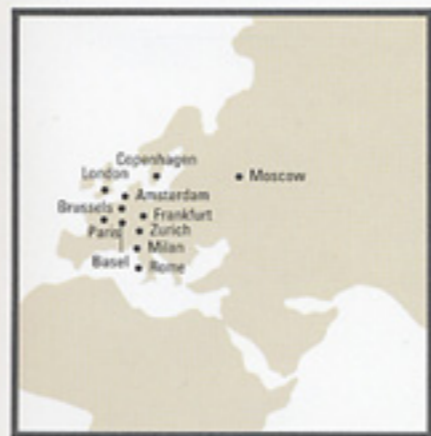 Copenhagen
London
Moscow
Amsterdam
Brussels
Frankfurt
Paris
Zurich
Milan
Basel
Rome